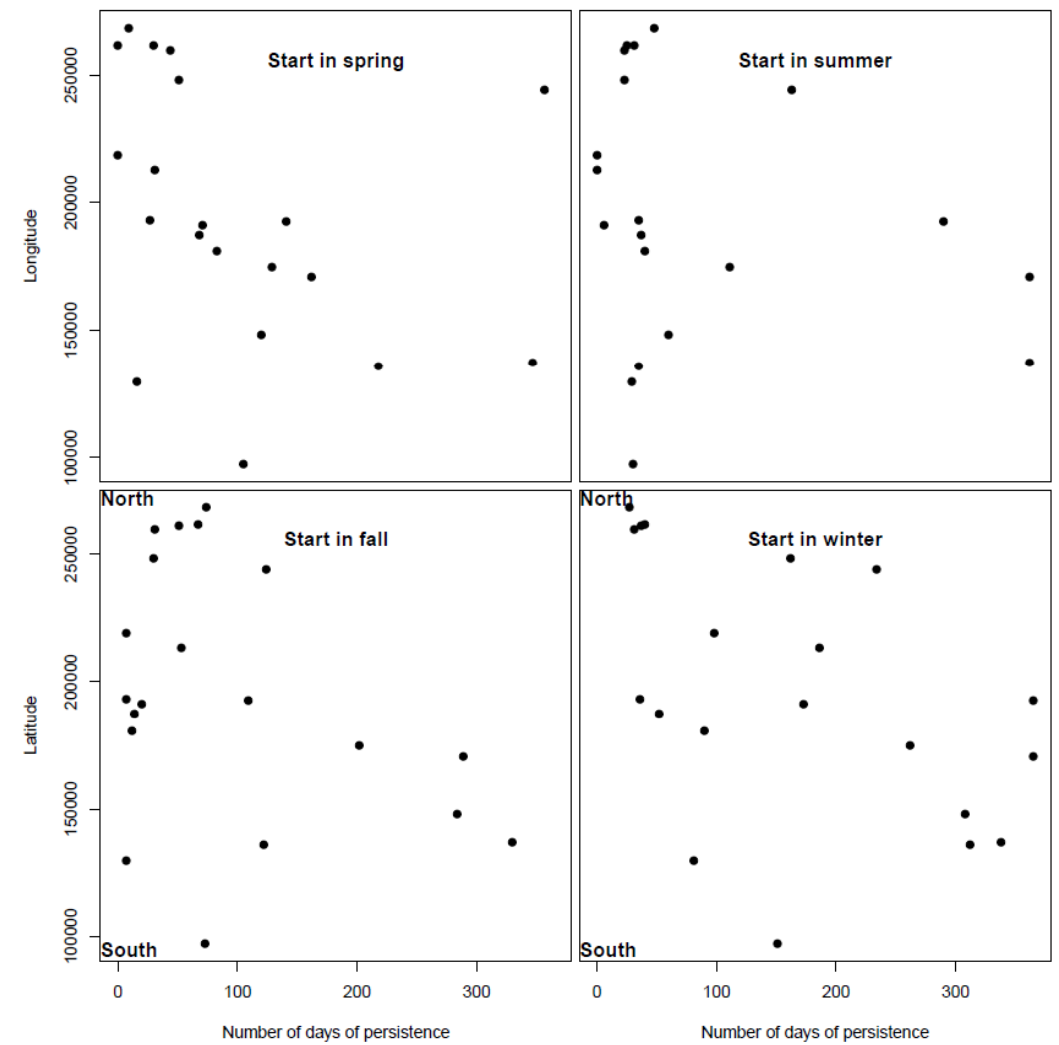 Start in spring
Start in summer
Longitude
250000
200000
150000
100000
North
North
Start in fall
Start in winter
Latitude
250000
200000
150000
100000
South
South
0 100 200 300
0 100 200 300
Number of days of persistence
Number of days of persistence